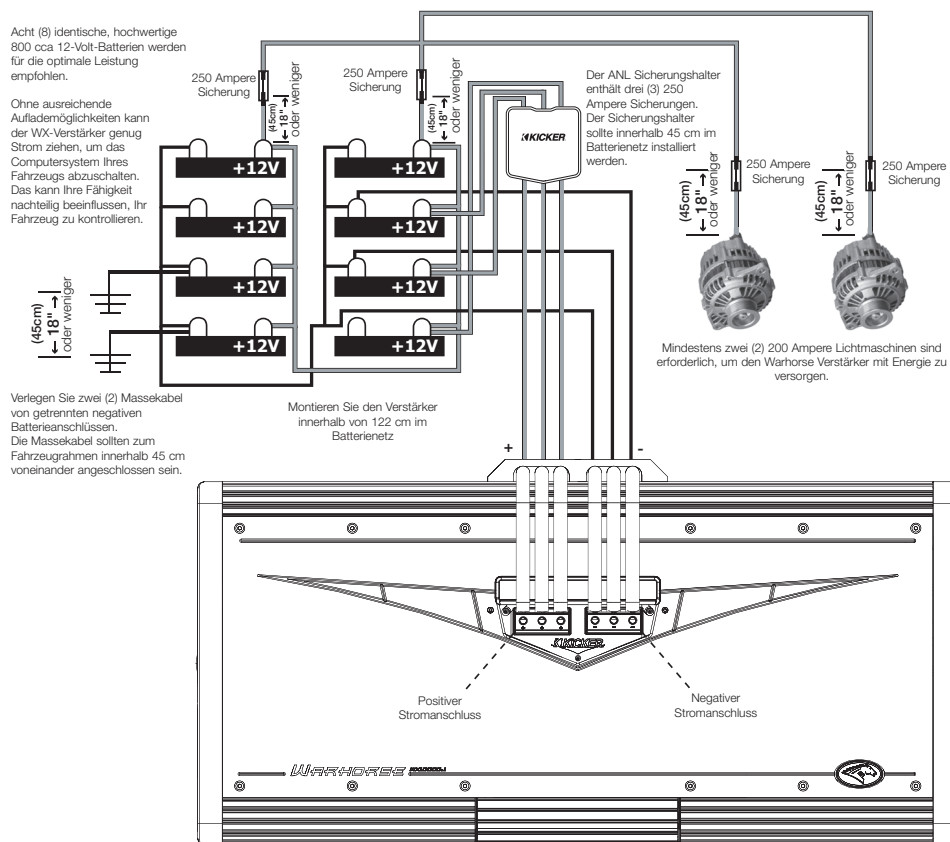 Acht (8) identische, hochwertige
800 cca 12-Volt-Batterien werden
für die optimale Leistung
empfohlen.
Ohne ausreichende
Auflademöglichkeiten kann
der WX-Verstärker genug
Strom ziehen, um das
Computersystem Ihres
Fahrzeugs abzuschalten.
Das kann Ihre Fähigkeit
nachteilig beeinflussen, Ihr
Fahrzeug zu kontrollieren.
250 Ampere
Sicherung
(45cm)
18"
oder weniger
250 Ampere
Sicherung
(45cm)
18"
oder weniger
KICKER
Der ANL Sicherungshalter
enthält drei (3) 250
Ampere Sicherungen.
Der Sicherungshalter
sollte innerhalb 45 cm im
Batterienetz installiert
werden.
250 Ampere
Sicherung
(45cm)
18"
oder weniger
250 Ampere
Sicherung
(45cm)
18"
oder weniger
+12V
+12V
+12V
+12V
+12V
+12V
+12V
+12V
(45cm)
18"
oder weniger
Mindestens zwei (2) 200 Ampere Lichtmaschinen sind
erforderlich, um den Warhorse Verstärker mit Energie zu
versorgen.
Verlegen Sie zwei (2) Massekabel
von getrennten negativen
Batterieanschlüssen.
Die Massekabel sollten zum
Fahrzeugrahmen innerhalb 45 cm
voneinander angeschlossen sein.
Montieren Sie den Verstärker
innerhalb von 122 cm im
Batterienetz
+ -
KICKER
Positiver
Stromanschluss
Negativer
Stromanschluss
WARHORSE